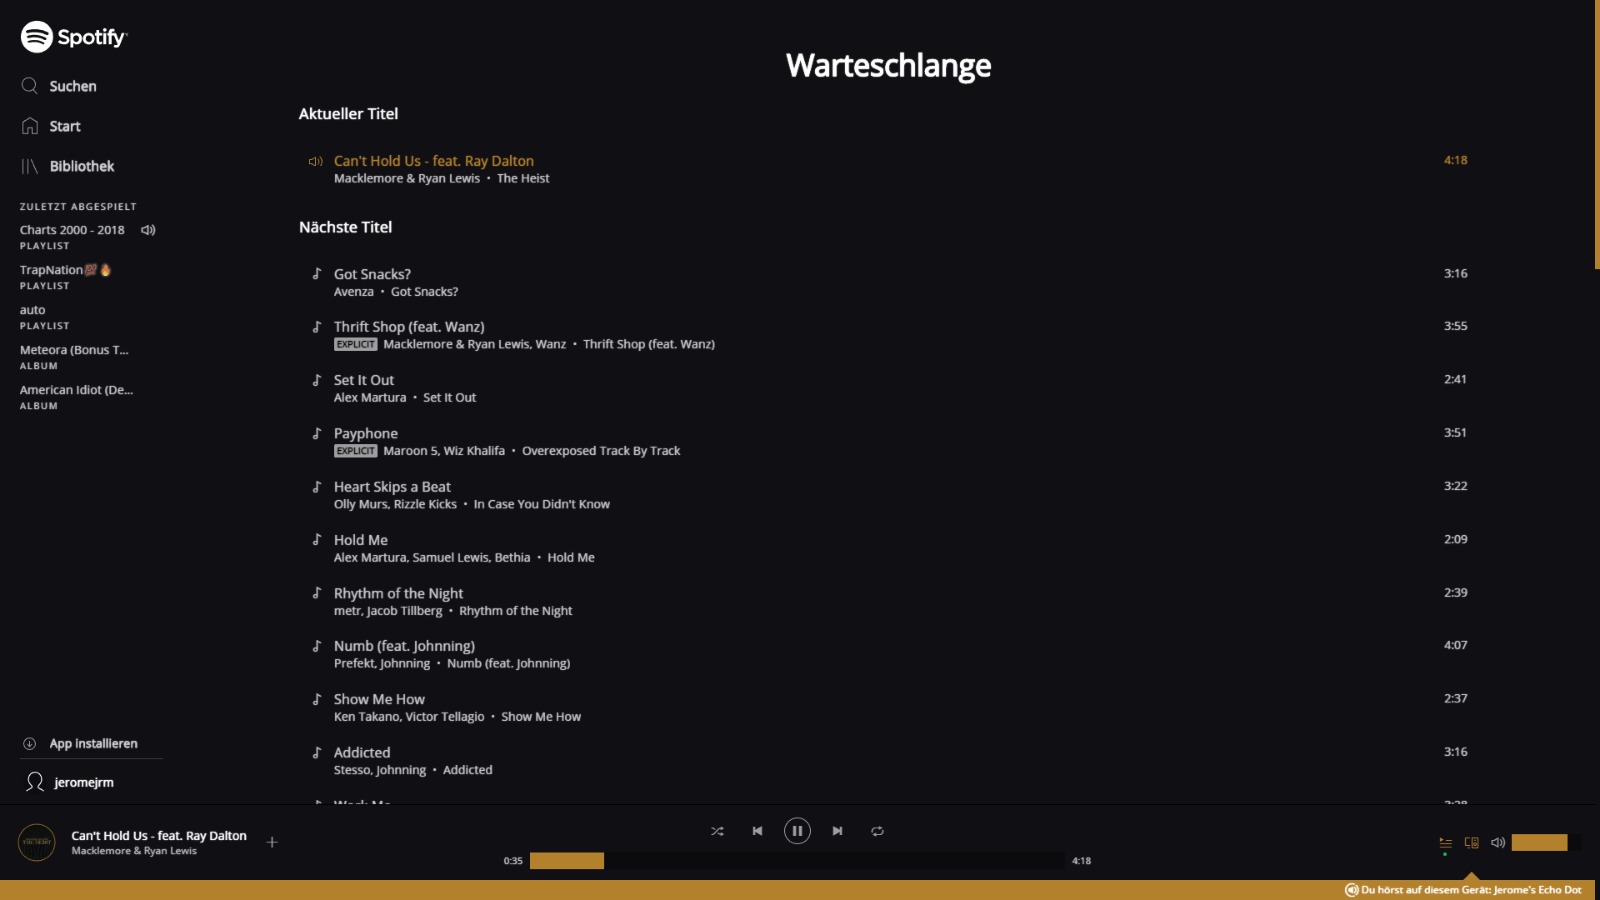 Spotify
Suchen
Start
Bibliothek
ZULETZT ABGESPIELT
Charts 2000 - 2018
PLAYLIST
TrapNation💯🔥
PLAYLIST
auto
PLAYLIST
Meteora (Bonus T...
ALBUM
American Idiot (De...
ALBUM
App installieren
jeromejrm
Warteschlange
Aktueller Titel
Can't Hold Us - feat. Ray Dalton 4:18
Macklemore & Ryan Lewis • The Heist
Nächste Titel
Got Snacks? 3:16
Avenza • Got Snacks?
Thrift Shop (feat. Wanz) 3:55
EXPLICIT Macklemore & Ryan Lewis, Wanz • Thrift Shop (feat. Wanz)
Set It Out 2:41
Alex Martura • Set It Out
Payphone 3:51
EXPLICIT Maroon 5, Wiz Khalifa • Overexposed Track By Track
Heart Skips a Beat 3:22
Olly Murs, Rizzle Kicks • In Case You Didn't Know
Hold Me 2:09
Alex Martura, Samuel Lewis, Bethia • Hold Me
Rhythm of the Night 2:39
metr, Jacob Tillberg • Rhythm of the Night
Numb (feat. Johnning) 4:07
Prefekt, Johnning • Numb (feat. Johnning)
Show Me How 2:37
Ken Takano, Victor Tellagio • Show Me How
Addicted 3:16
Stesso, Johnning • Addicted
Can't Hold Us - feat. Ray Dalton
Macklemore & Ryan Lewis
0:35 4:18
Du hörst auf diesem Gerät: Jerome's Echo Dot